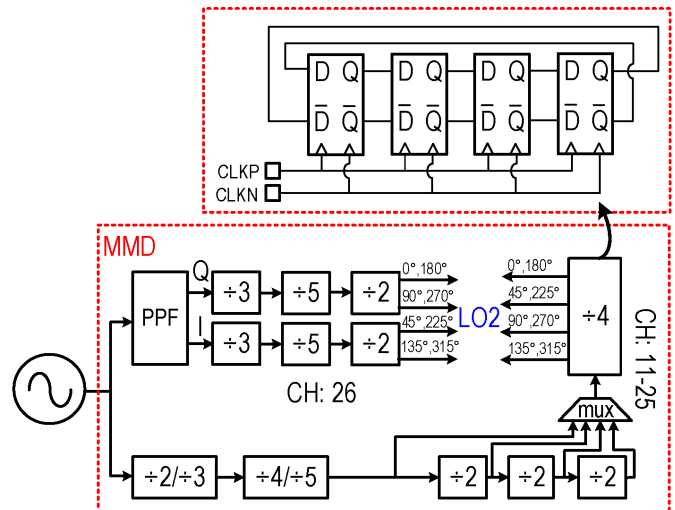 D Q D Q D Q D Q
D̅ Q̅ D̅ Q̅ D̅ Q̅ D̅ Q̅
CLKP
CLKN
MMD
PPF
Q
÷3
÷5
÷2
0°,180°
90°,270°
I
÷3
÷5
÷2
45°,225°
135°,315°
LO2
0°,180°
45°,225°
90°,270°
135°,315°
÷4
CH: 11-25
CH: 26
mux
÷2/÷3
÷4/÷5
÷2
÷2
÷2